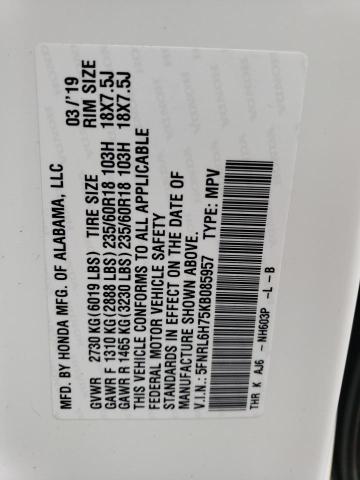 MFD. BY HONDA MFG. OF ALABAMA, LLC 03/'19
GVWR 2730 KG (6019 LBS) TIRE SIZE RIM SIZE
GAWR F 1310 KG (2888 LBS) 235/60R18 103H 18X7.5J
GAWR R 1465 KG (3230 LBS) 235/60R18 103H 18X7.5J
THIS VEHICLE CONFORMS TO ALL APPLICABLE
FEDERAL MOTOR VEHICLE SAFETY
STANDARDS IN EFFECT ON THE DATE OF
MANUFACTURE SHOWN ABOVE.
V.I.N.: 5FNRL6H75KB085957 TYPE: MPV
THR K AJ6 - NH603P -L -B